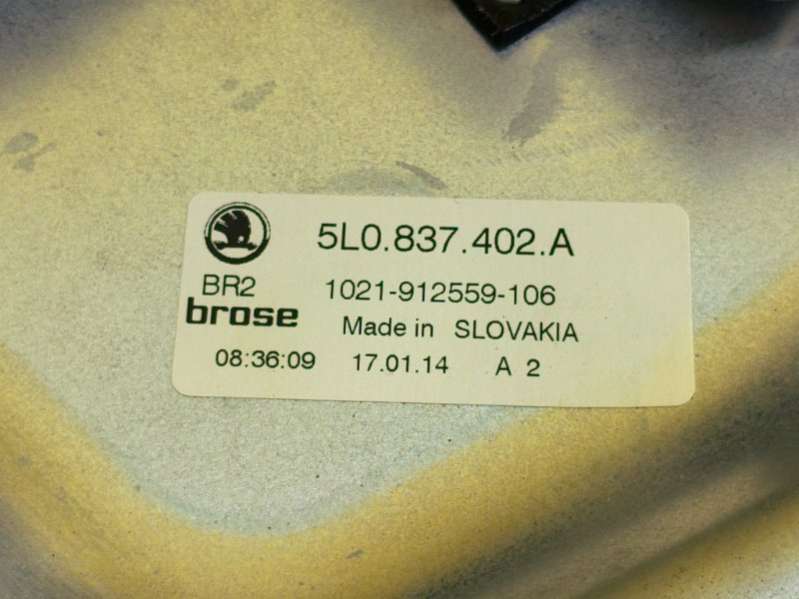 5L0.837.402.A
BR2 1021-912559-106
brose Made in SLOVAKIA
08:36:09 17.01.14 A 2